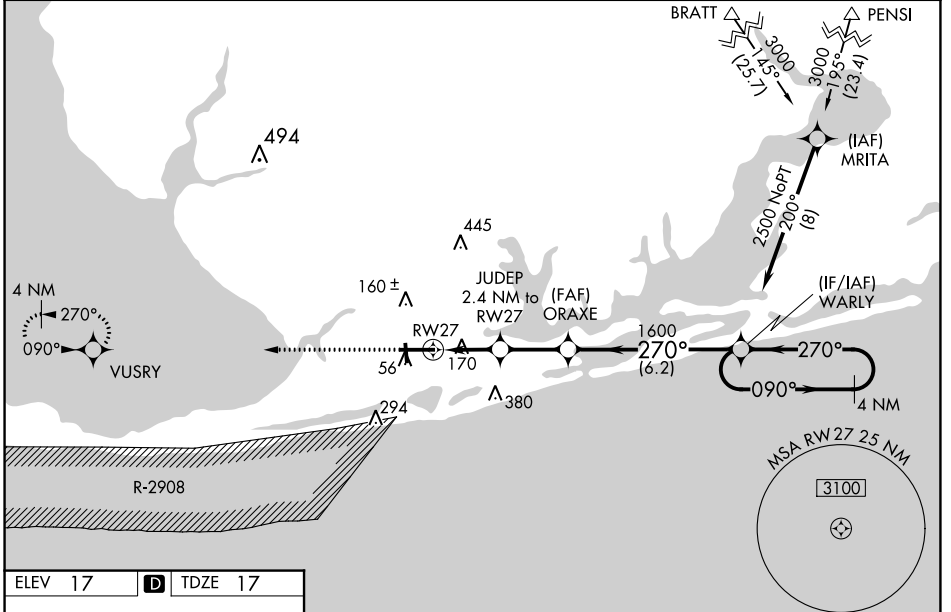 BRATT
PENSI
3000
145°
(25.7)
3000
195°
(23.4)
(IAF)
MRITA
494
2500 NoPT
200°
(8)
445
JUDEP
2.4 NM to
RW27
(FAF)
ORAXE
(IF/IAF)
WARLY
160 ±
4 NM
270°
090°
VUSRY
RW27
1600
270°
(6.2)
270°
56
170
090°
4 NM
380
294
R-2908
MSA RW 27 25 NM
3100
ELEV 17
D
TDZE 17